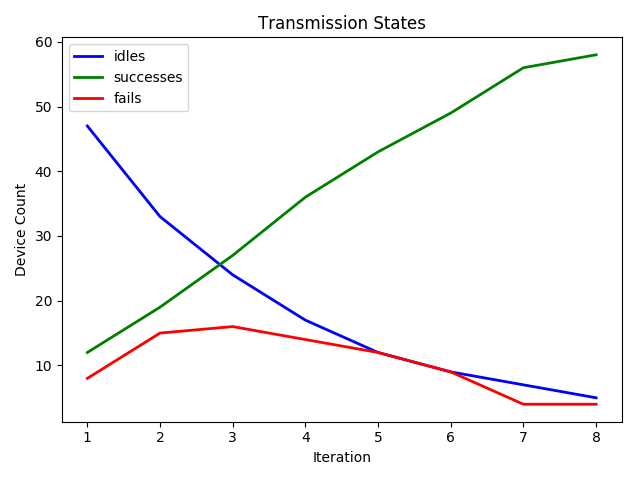 Transmission States
60
50
40
30
20
10
Device Count
idles
successes
fails
1 2 3 4 5 6 7 8
Iteration